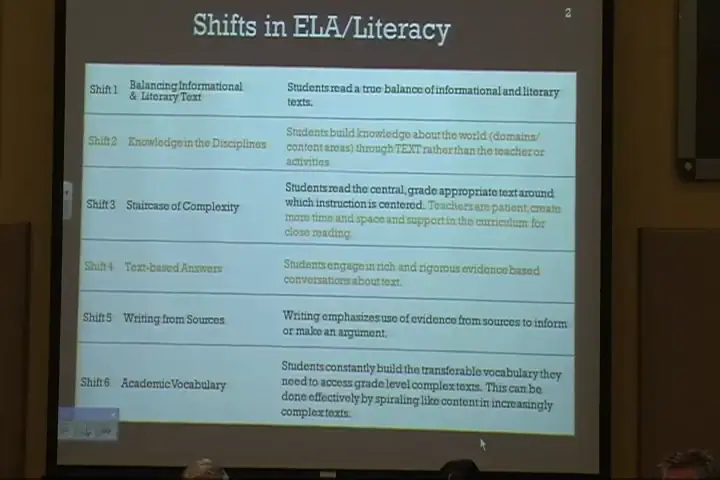 2
Shifts in ELA/Literacy
Shift 1 Balancing Informational & Literary Text
Students read a true balance of informational and literary
texts.
Shift 2 Knowledge in the Disciplines
Students build knowledge about the world (domains/
content areas) through TEXT rather than the teacher or
activities
Shift 3 Staircase of Complexity
Students read the central, grade appropriate text around
which instruction is centered. Teachers are patient, create
more time and space and support in the curriculum for
close reading.
Shift 4 Text-based Answers
Students engage in rich and rigorous evidence based
conversations about text.
Shift 5 Writing from Sources
Writing emphasizes use of evidence from sources to inform
or make an argument.
Shift 6 Academic Vocabulary
Students constantly build the transferable vocabulary they
need to access grade level complex texts. This can be
done effectively by spiraling like content in increasingly
complex texts.